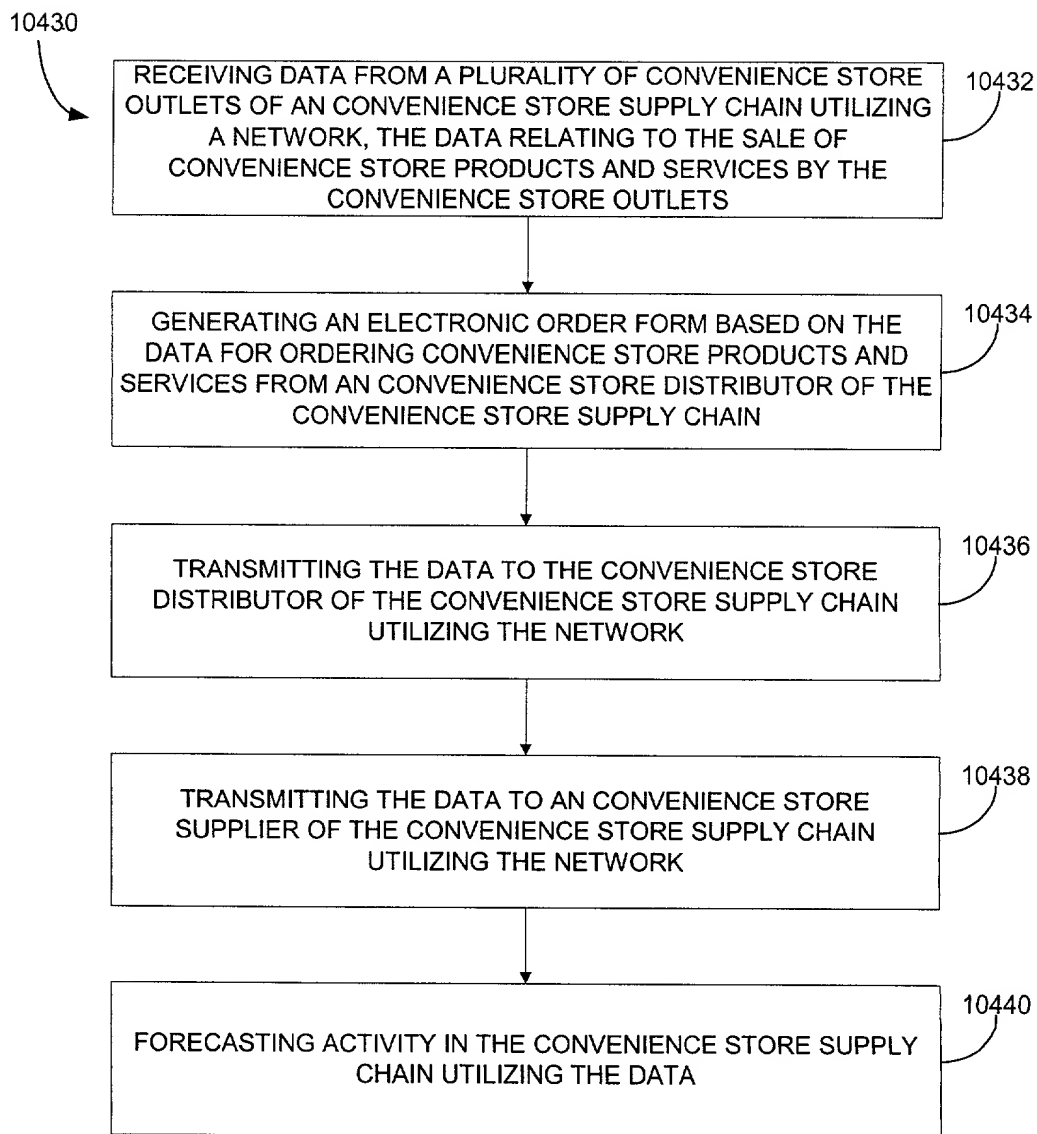 10430
RECEIVING DATA FROM A PLURALITY OF CONVENIENCE STORE
OUTLETS OF AN CONVENIENCE STORE SUPPLY CHAIN UTILIZING
A NETWORK, THE DATA RELATING TO THE SALE OF
CONVENIENCE STORE PRODUCTS AND SERVICES BY THE
CONVENIENCE STORE OUTLETS
10432
GENERATING AN ELECTRONIC ORDER FORM BASED ON THE
DATA FOR ORDERING CONVENIENCE STORE PRODUCTS AND
SERVICES FROM AN CONVENIENCE STORE DISTRIBUTOR OF THE
CONVENIENCE STORE SUPPLY CHAIN
10434
TRANSMITTING THE DATA TO THE CONVENIENCE STORE
DISTRIBUTOR OF THE CONVENIENCE STORE SUPPLY CHAIN
UTILIZING THE NETWORK
10436
TRANSMITTING THE DATA TO AN CONVENIENCE STORE
SUPPLIER OF THE CONVENIENCE STORE SUPPLY CHAIN
UTILIZING THE NETWORK
10438
FORECASTING ACTIVITY IN THE CONVENIENCE STORE SUPPLY
CHAIN UTILIZING THE DATA
10440